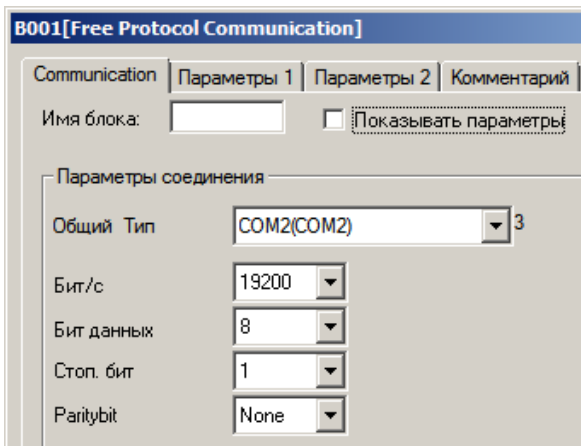 B001[Free Protocol Communication]
Communication Параметры 1 Параметры 2 Комментарий
Имя блока: Показывать параметры
Параметры соединения
Общий Тип COM2(COM2) 3
Бит/с 19200
Бит данных 8
Стоп. бит 1
Paritybit None